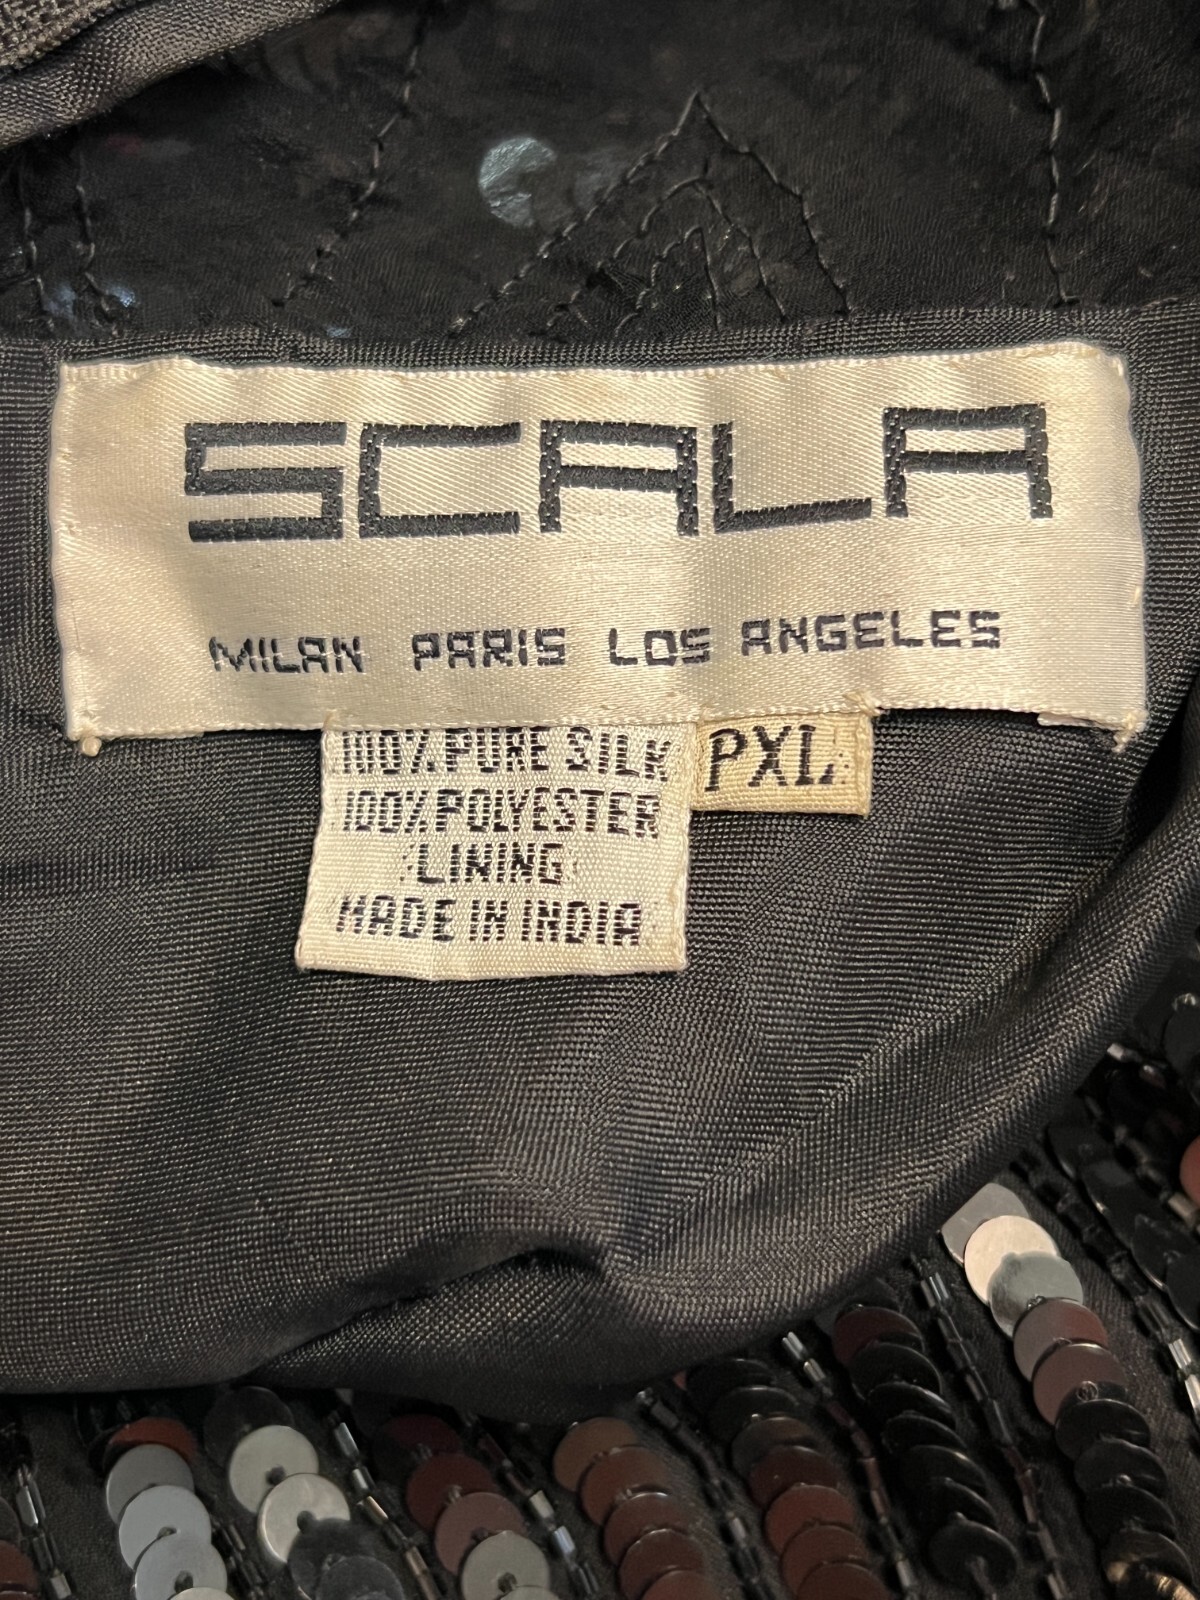 SCALA
MILAN PARIS LOS ANGELES
100% PURE SILK
PXL
100% POLYESTER
LINING
MADE IN INDIA